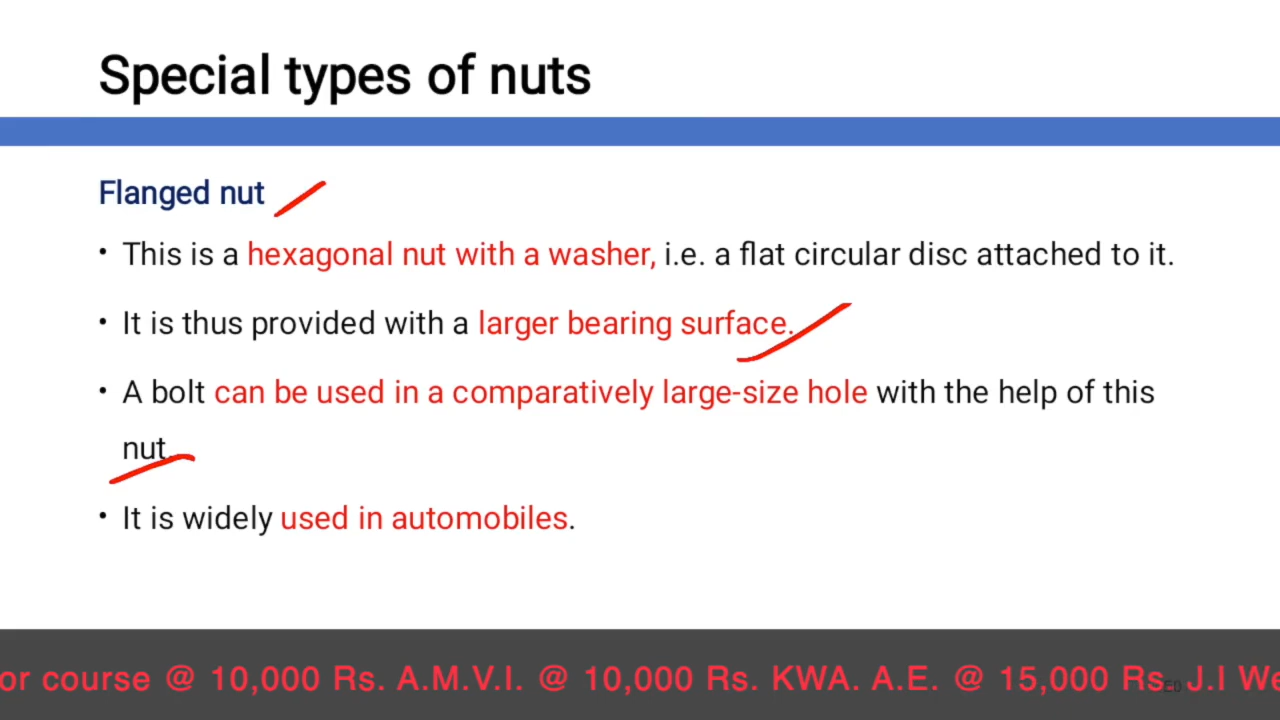 Special types of nuts
Flanged nut
• This is a hexagonal nut with a washer, i.e. a flat circular disc attached to it.
• It is thus provided with a larger bearing surface.
• A bolt can be used in a comparatively large-size hole with the help of this
nut.
• It is widely used in automobiles.
or course @ 10,000 Rs. A.M.V.I. @ 10,000 Rs. KWA. A.E. @ 15,000 Rs. J.I We